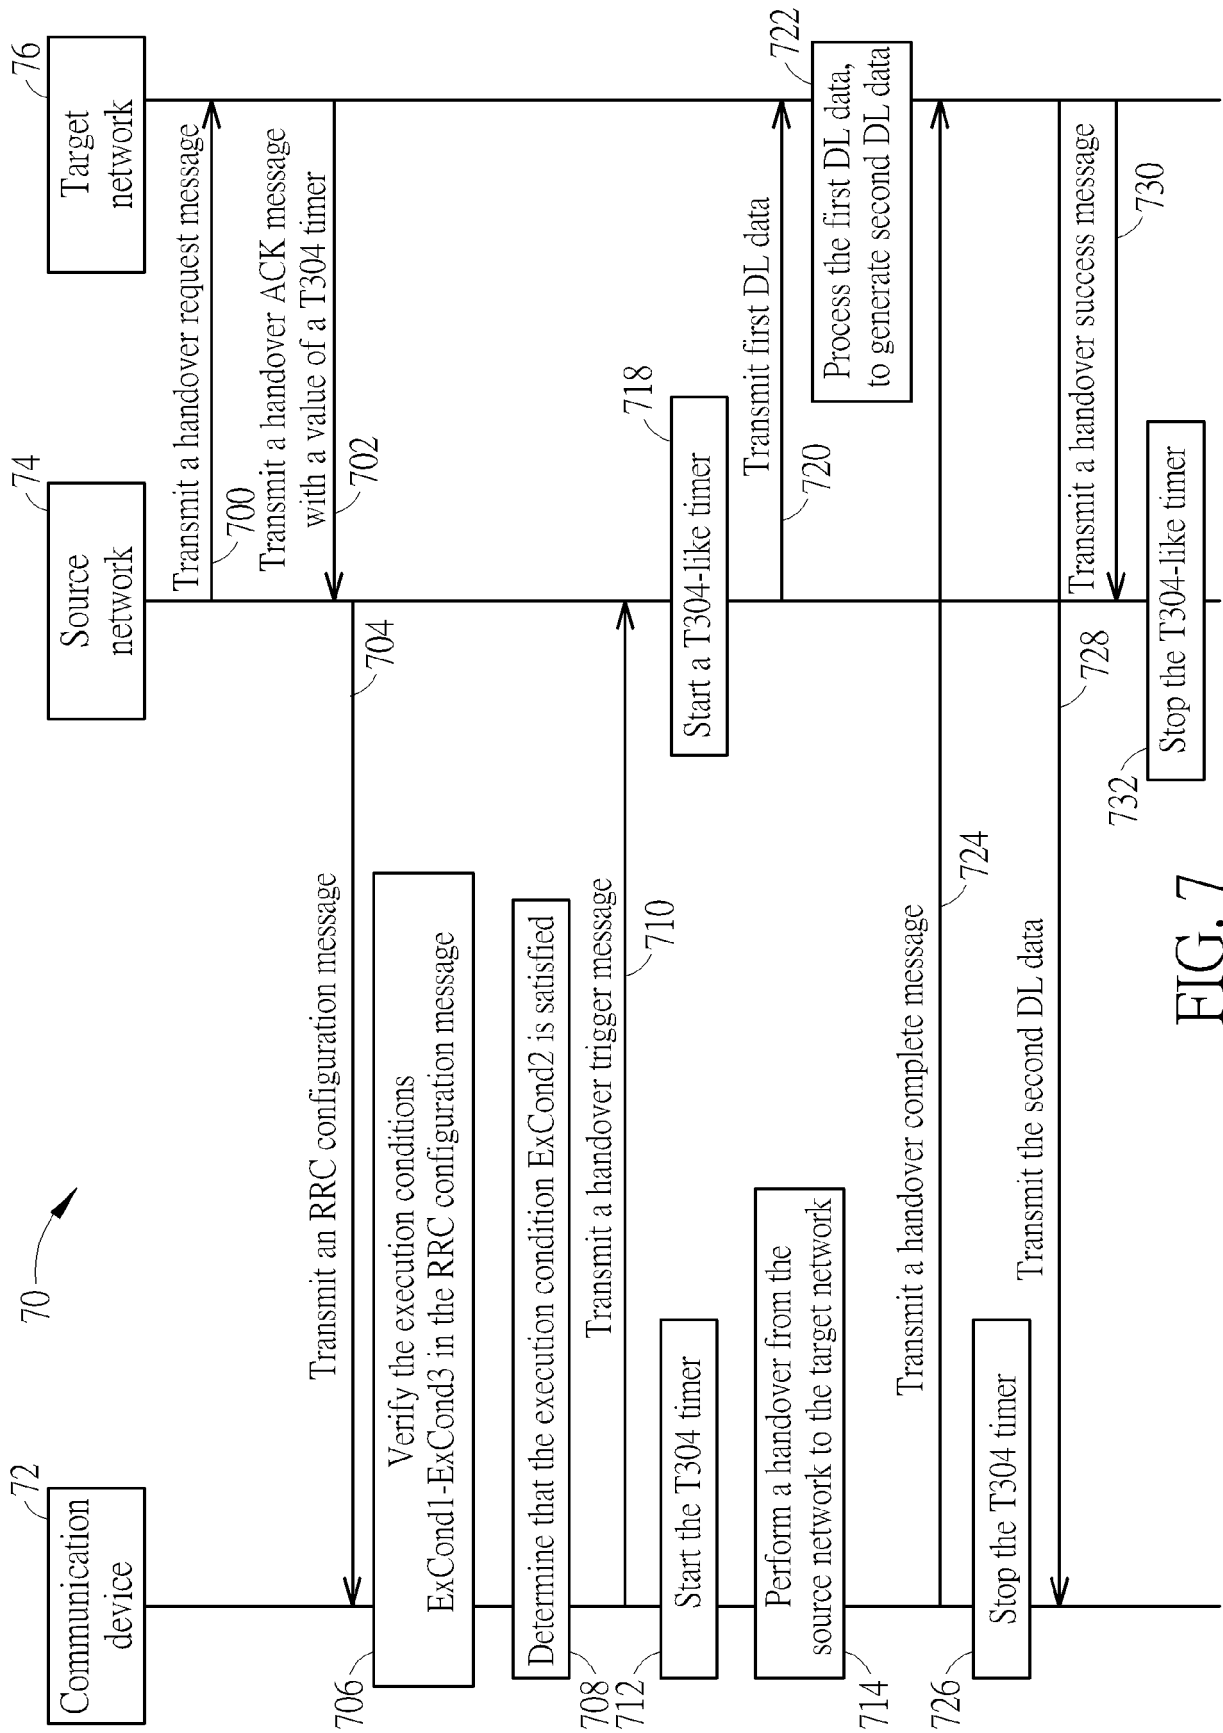 70
72
Communication
device
74
Source
network
76
Target
network
Transmit a handover request message
700
Transmit a handover ACK message
with a value of a T304 timer
702
Transmit an RRC configuration message
704
706
Verify the execution conditions
ExCond1-ExCond3 in the RRC configuration message
Determine that the execution condition ExCond2 is satisfied
708
Transmit a handover trigger message
710
712
Start the T304 timer
Start a T304-like timer
718
Perform a handover from the
source network to the target network
714
Transmit first DL data
720
722
Process the first DL data,
to generate second DL data
Transmit a handover complete message
724
726
Stop the T304 timer
Transmit the second DL data
728
Transmit a handover success message
730
732
Stop the T304-like timer
FIG. 7